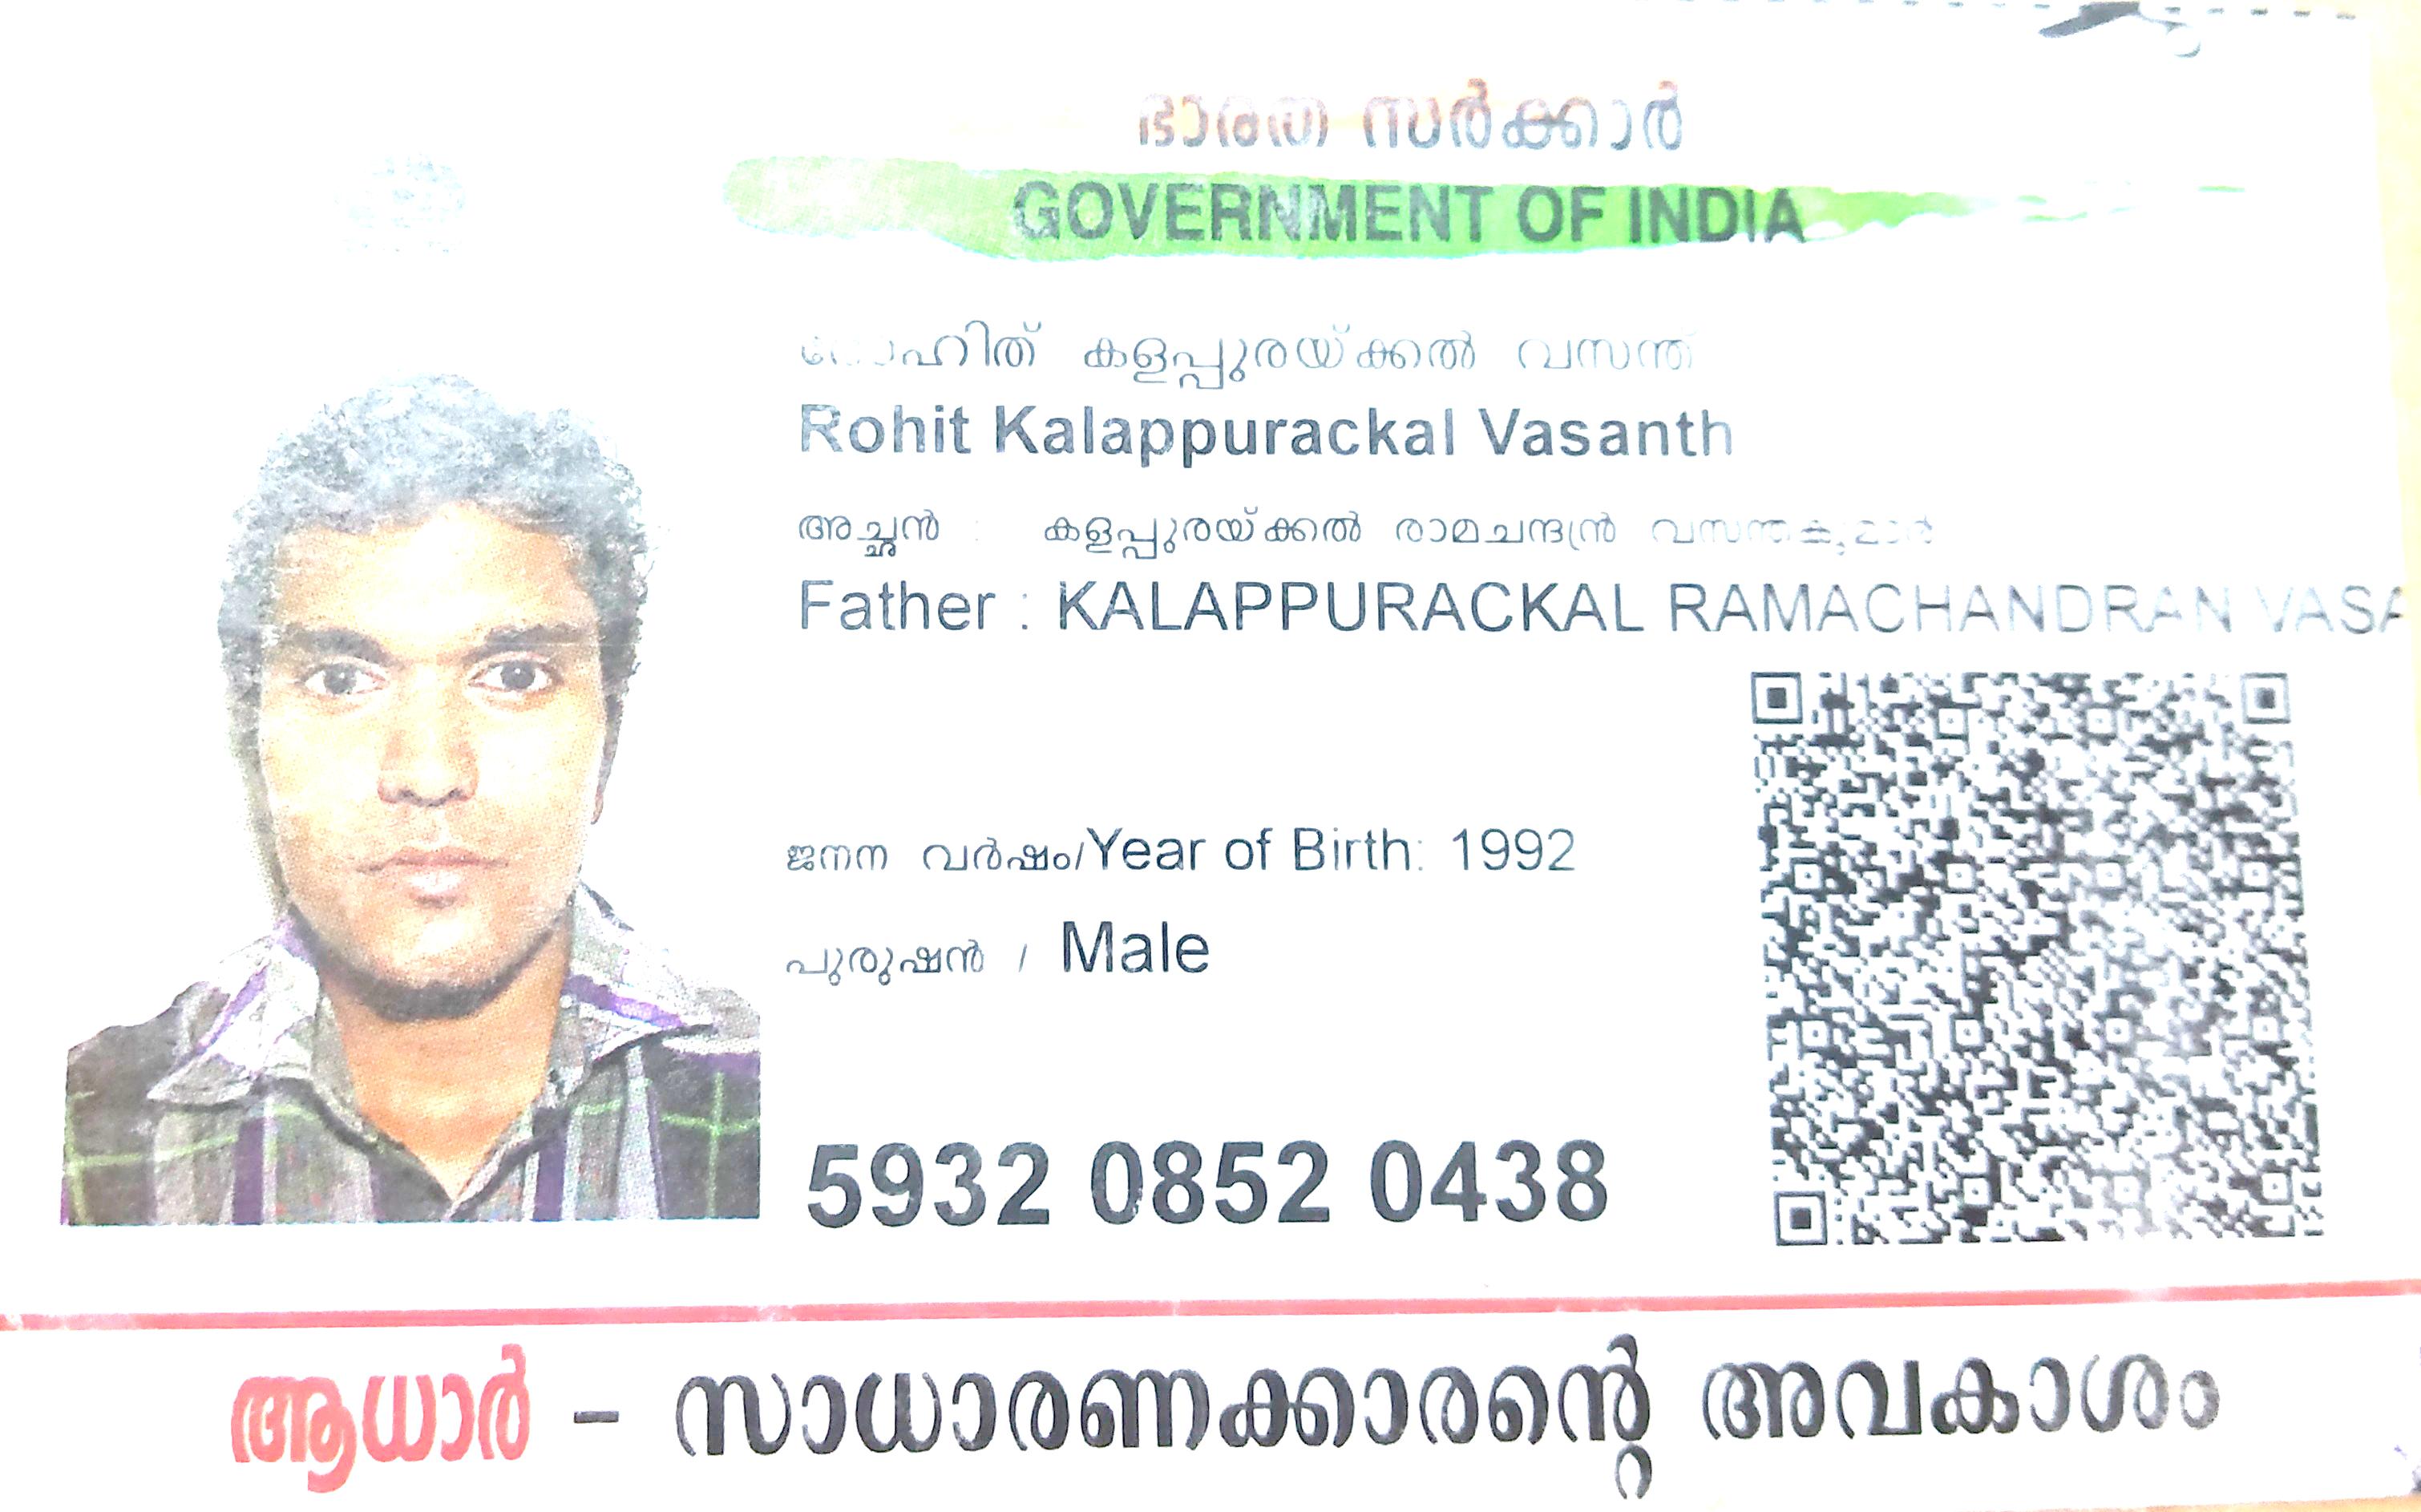 ഭാരത സർക്കാർ
GOVERNMENT OF INDIA
കളപ്പുരയ്ക്കൽ വസന്ത്
Rohit Kalappurackal Vasanth
അച്ഛൻ : കളപ്പുരയ്ക്കൽ രാമചന്ദ്രൻ വസന്തകുമാർ
Father : KALAPPURACKAL RAMACHANDRAN VASA
ജനന വർഷം/Year of Birth: 1992
പുരുഷൻ / Male
5932 0852 0438
ആധാർ - സാധാരണക്കാരന്റെ അവകാശം